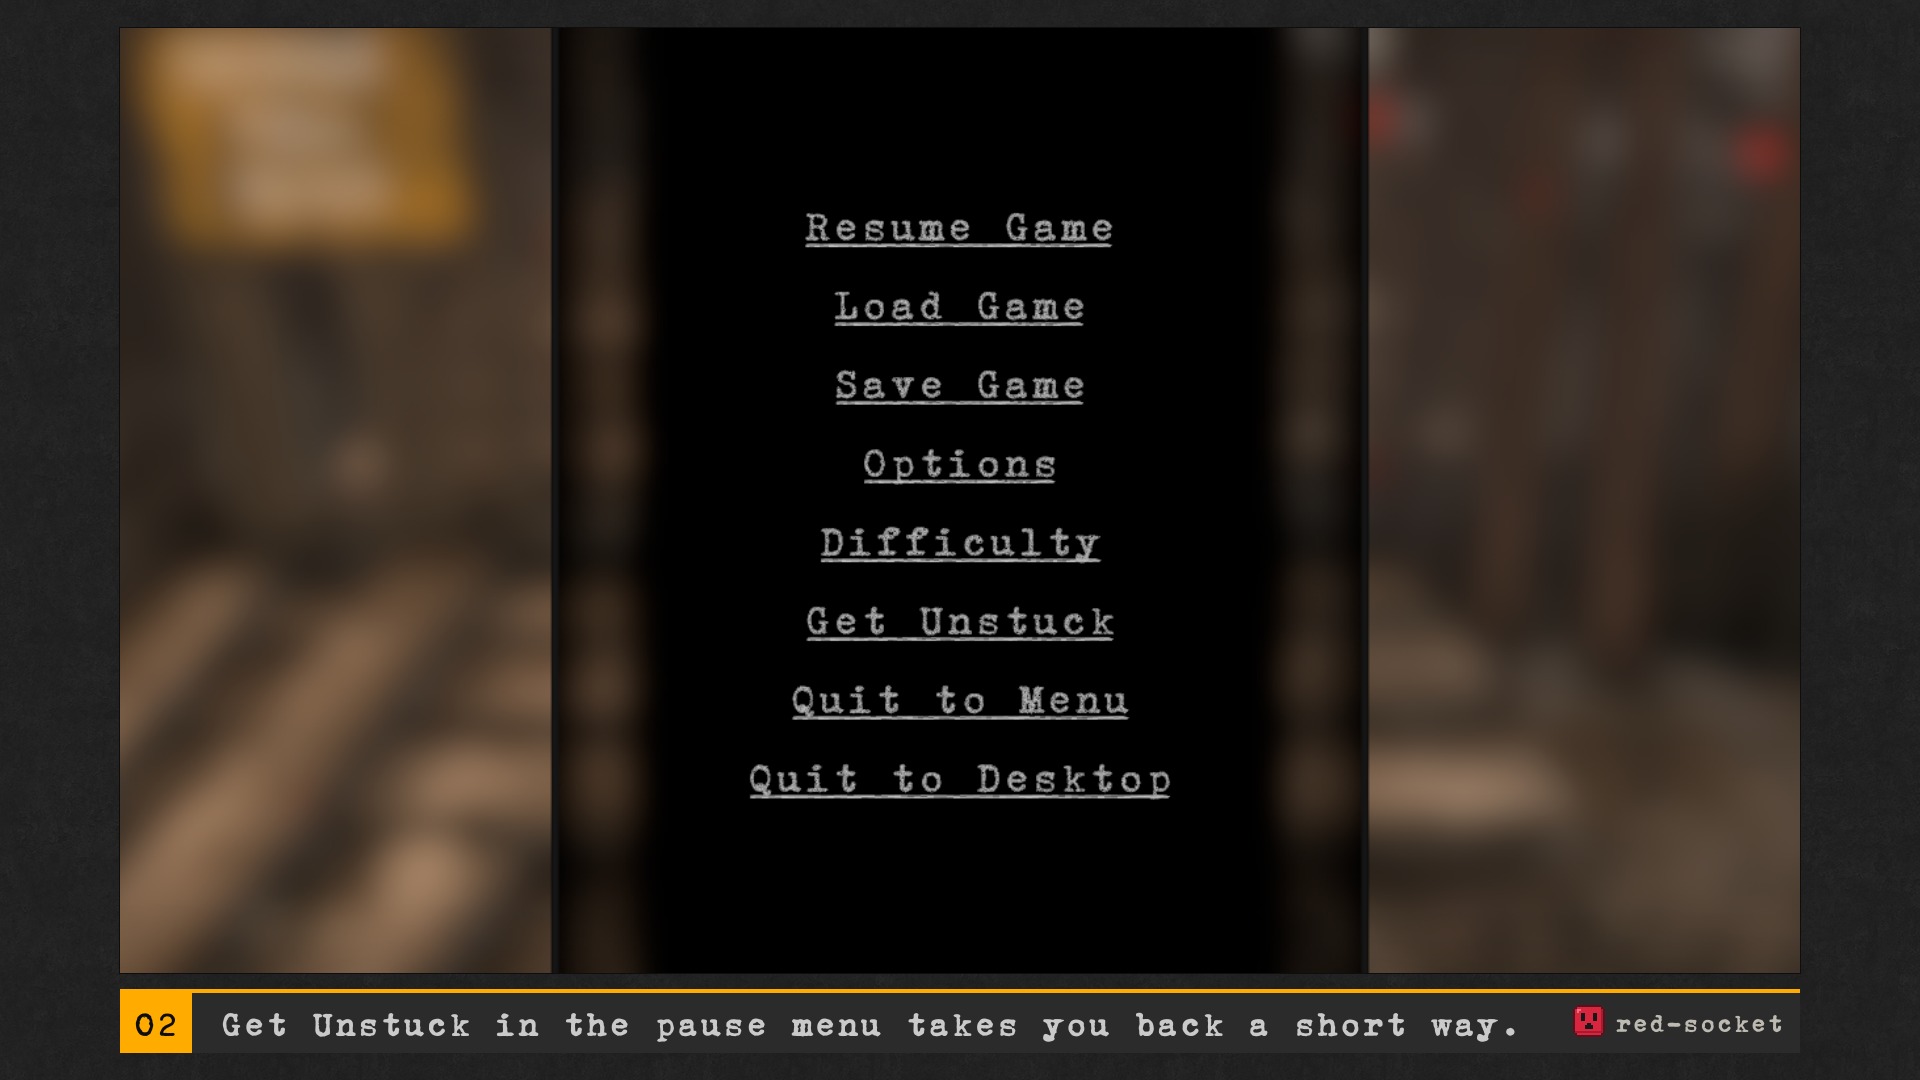 Resume Game
Load Game
Save Game
Options
Difficulty
Get Unstuck
Quit to Menu
Quit to Desktop
02 Get Unstuck in the pause menu takes you back a short way. red-socket